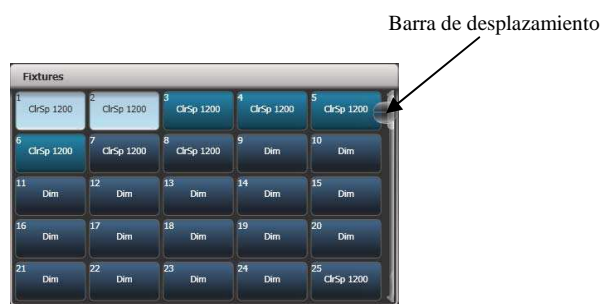 Barra de desplazamiento
Fixtures
1 ClrSp 1200 2 ClrSp 1200 3 ClrSp 1200 4 ClrSp 1200 5 ClrSp 1200
6 ClrSp 1200 7 ClrSp 1200 8 ClrSp 1200 9 Dim 10 Dim
11 Dim 12 Dim 13 Dim 14 Dim 15 Dim
16 Dim 17 Dim 18 Dim 19 Dim 20 Dim
21 Dim 22 Dim 23 Dim 24 Dim 25 ClrSp 1200